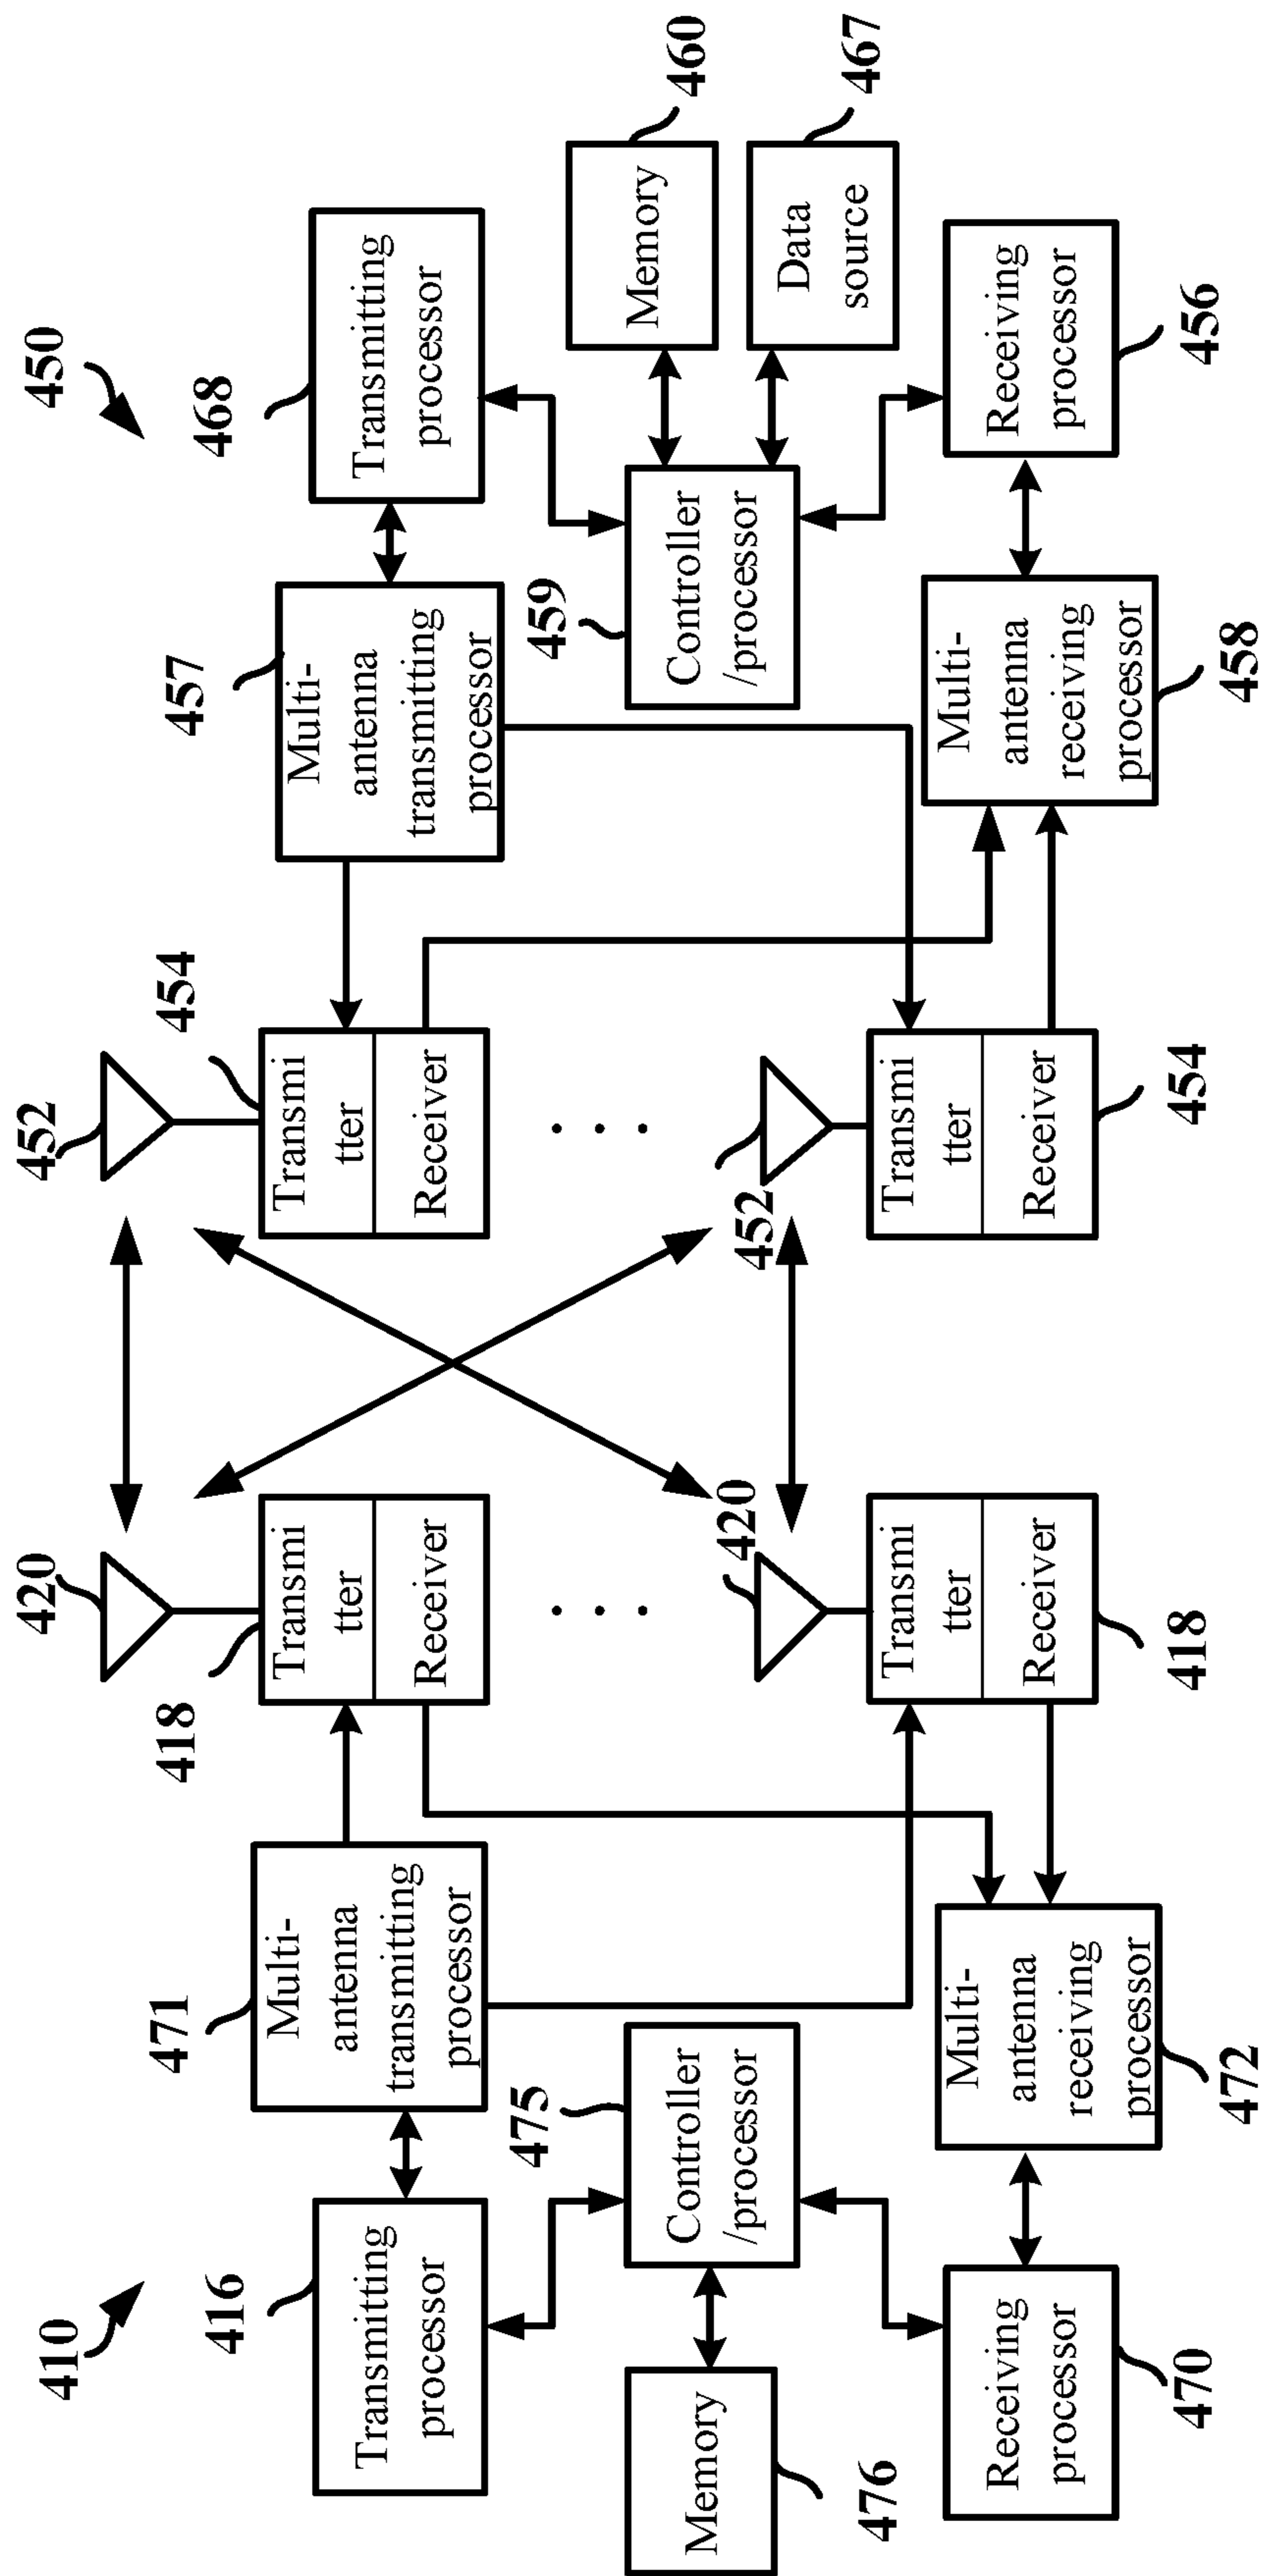 410
416
Transmitting
processor
471
Multi-
antenna
transmitting
processor
475
Controller
/processor
Memory
476
Receiving
processor
470
Multi-
antenna
receiving
processor
472
420
418
Transmi
tter
Receiver
. . .
420
Transmi
tter
Receiver
418
452
454
Transmi
tter
Receiver
. . .
452
Transmi
tter
Receiver
454
450
457
Multi-
antenna
transmitting
processor
468
Transmitting
processor
459
Controller
/processor
Memory
460
Data
source
467
Multi-
antenna
receiving
processor
458
Receiving
processor
456